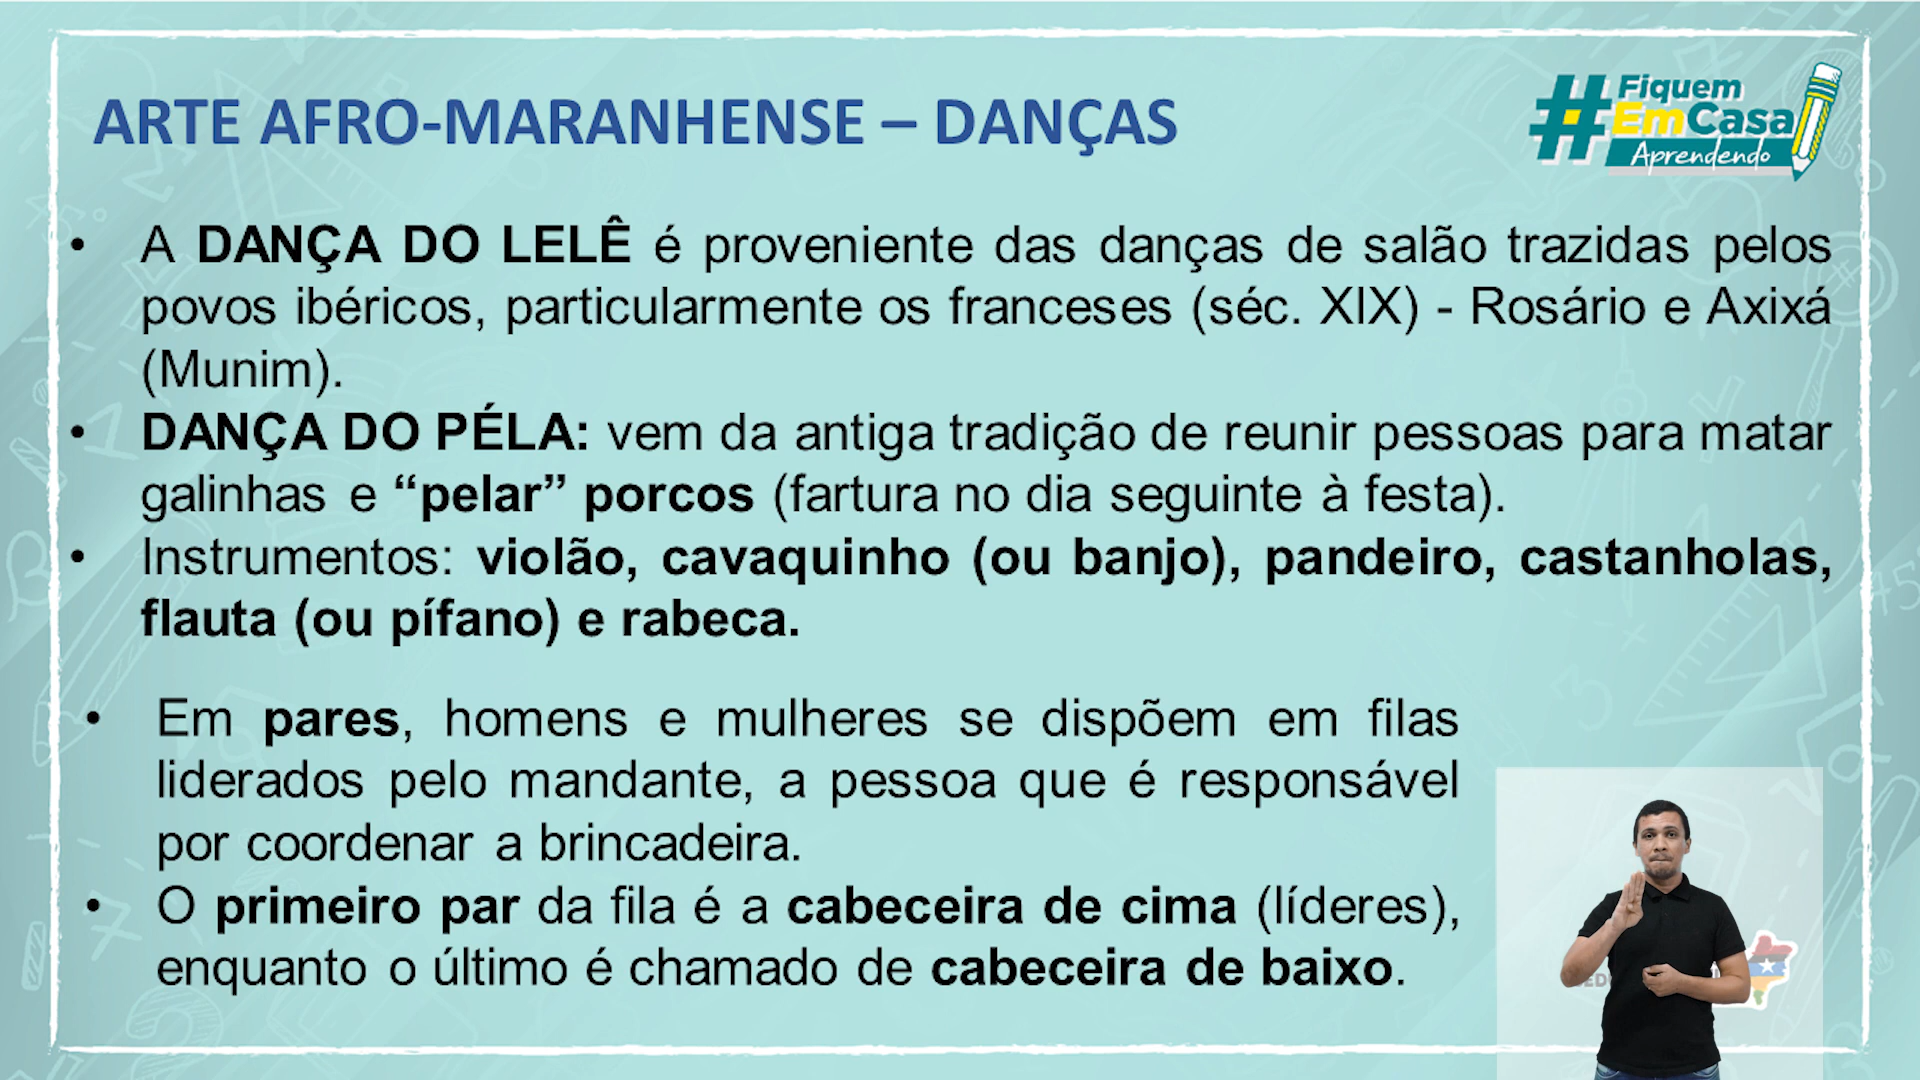 ARTE AFRO-MARANHENSE – DANÇAS
#Fiquem
EmCasa
Aprendendo
• A DANÇA DO LELÊ é proveniente das danças de salão trazidas pelos
povos ibéricos, particularmente os franceses (séc. XIX) - Rosário e Axixá
(Munim).
• DANÇA DO PÉLA: vem da antiga tradição de reunir pessoas para matar
galinhas e “pelar” porcos (fartura no dia seguinte à festa).
• Instrumentos: violão, cavaquinho (ou banjo), pandeiro, castanholas,
flauta (ou pífano) e rabeca.
• Em pares, homens e mulheres se dispõem em filas
liderados pelo mandante, a pessoa que é responsável
por coordenar a brincadeira.
• O primeiro par da fila é a cabeceira de cima (líderes),
enquanto o último é chamado de cabeceira de baixo.